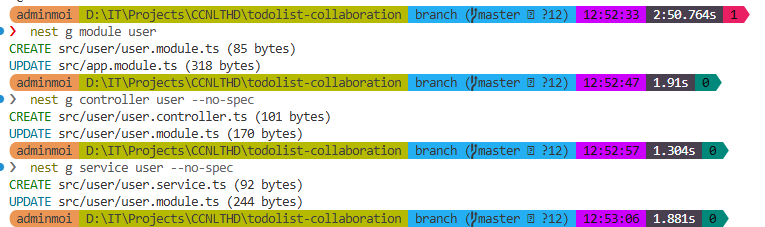 adminmoi D:\IT\Projects\CCNLTHD\todolist-collaboration branch (master ?12) 12:52:33 2:50.764s 1
❯ nest g module user
CREATE src/user/user.module.ts (85 bytes)
UPDATE src/app.module.ts (318 bytes)
adminmoi D:\IT\Projects\CCNLTHD\todolist-collaboration branch (master ?12) 12:52:47 1.91s 0
❯ nest g controller user --no-spec
CREATE src/user/user.controller.ts (101 bytes)
UPDATE src/user/user.module.ts (170 bytes)
adminmoi D:\IT\Projects\CCNLTHD\todolist-collaboration branch (master ?12) 12:52:57 1.304s 0
❯ nest g service user --no-spec
CREATE src/user/user.service.ts (92 bytes)
UPDATE src/user/user.module.ts (244 bytes)
adminmoi D:\IT\Projects\CCNLTHD\todolist-collaboration branch (master ?12) 12:53:06 1.881s 0